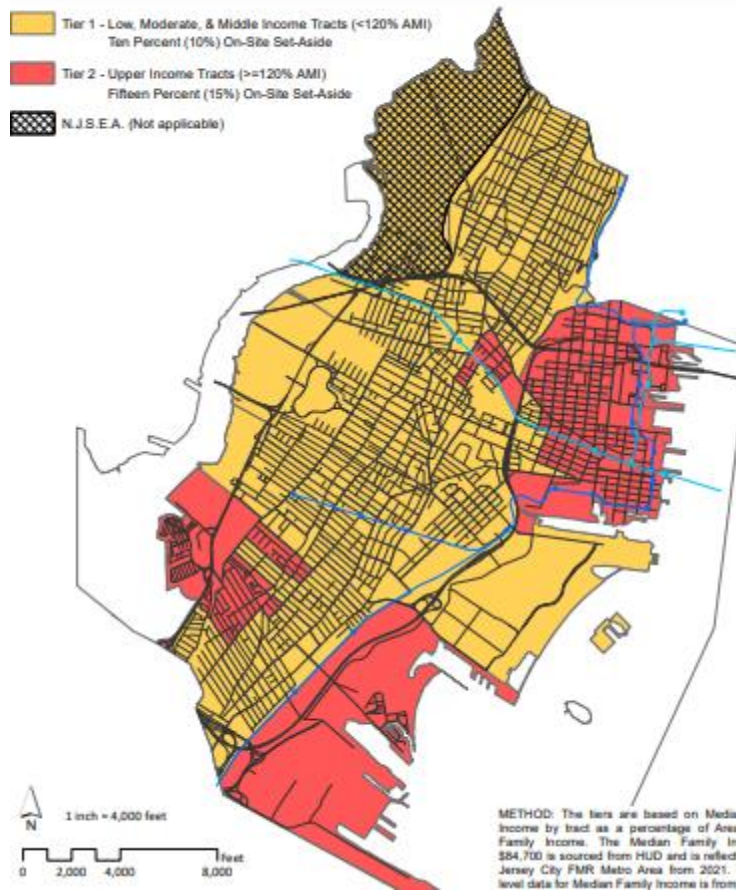 Tier 1 - Low, Moderate, & Middle Income Tracts (<120% AMI)
Ten Percent (10%) On-Site Set-Aside
Tier 2 - Upper Income Tracts (>=120% AMI)
Fifteen Percent (15%) On-Site Set-Aside
N.J.S.E.A. (Not applicable)
N
1 inch = 4,000 feet
Feet
0 2,000 4,000 8,000
METHOD: The tiers are based on Media
Income by tract as a percentage of Area
Family Income. The Median Family In
$84,700 is sourced from HUD and is reflect
Jersey City FMR Metro Area from 2021.
level data for Median Family Income is from